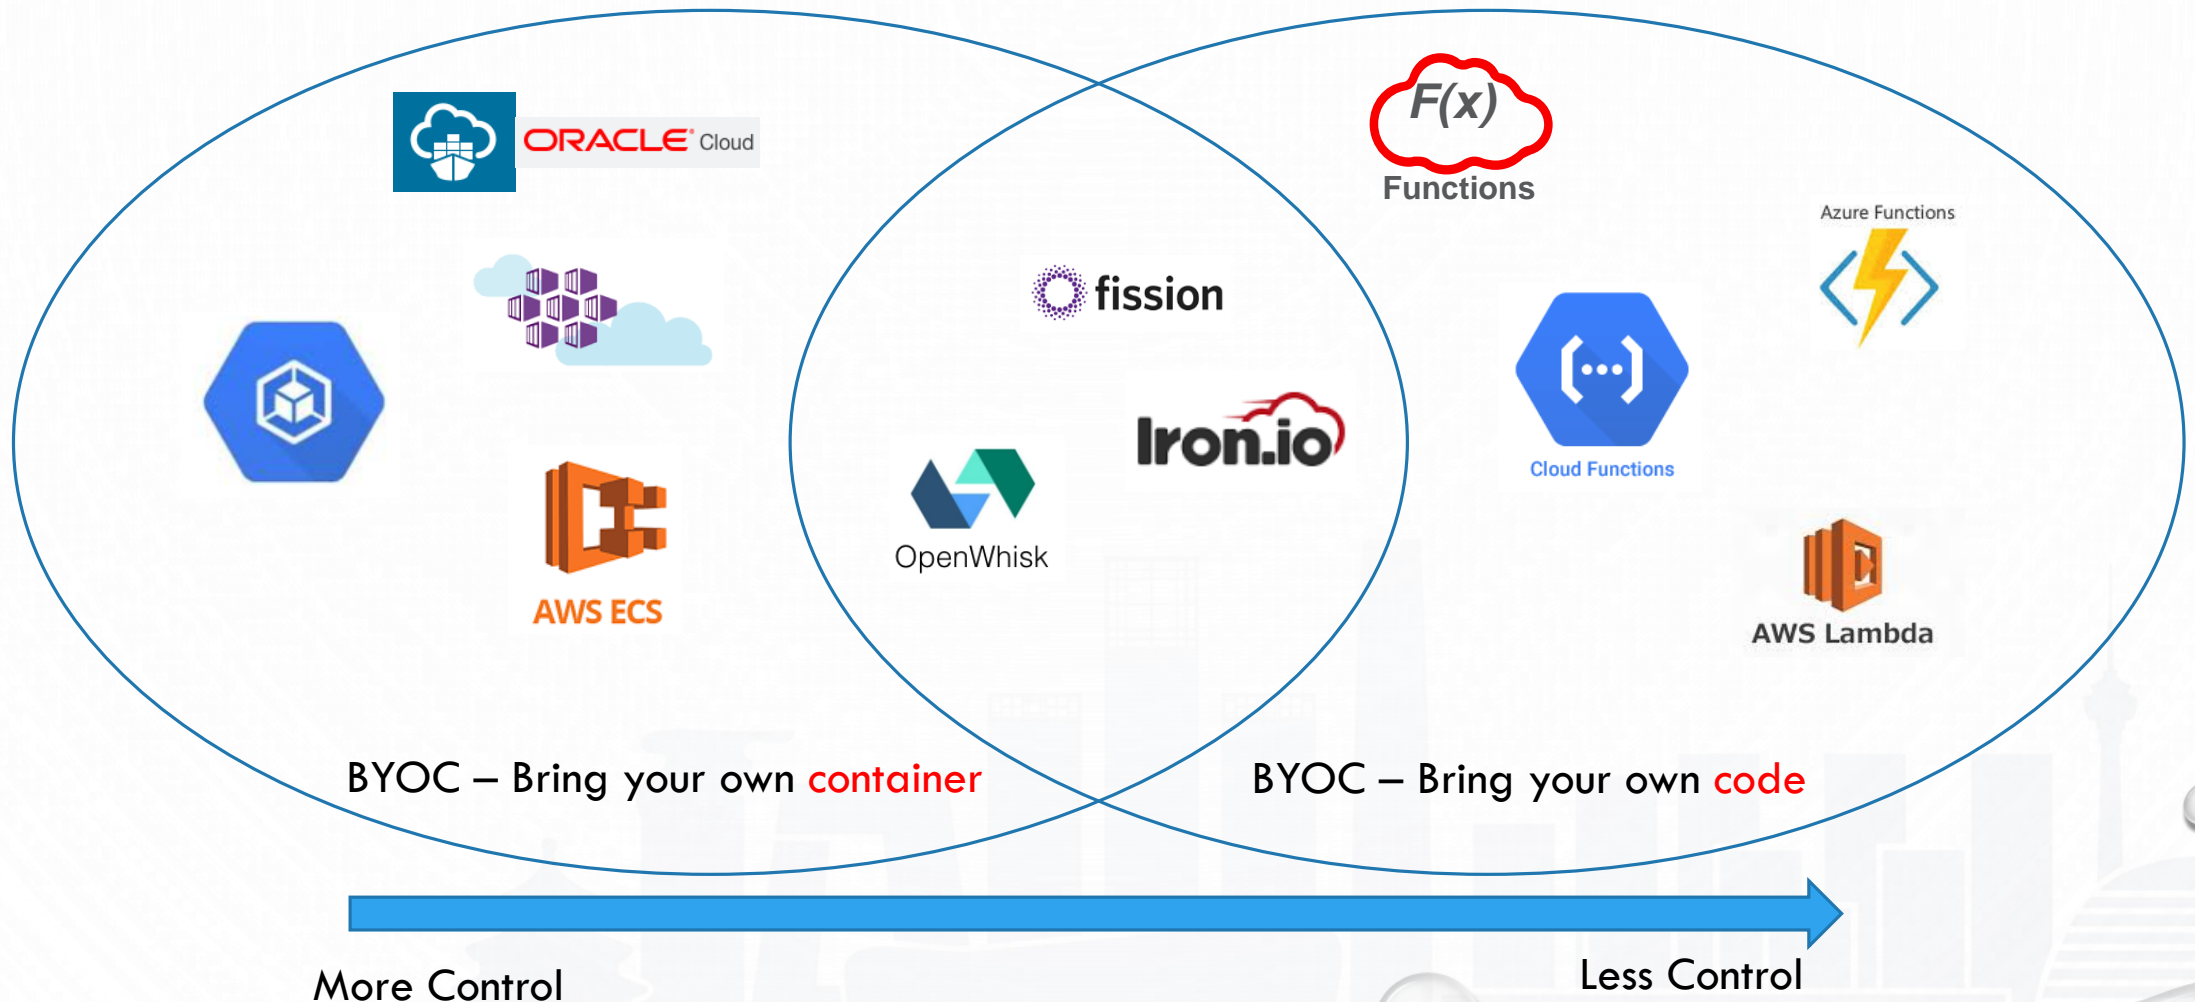 ORACLE® Cloud
F(x)
Functions
Azure Functions
fission
Iron.io
Cloud Functions
OpenWhisk
AWS ECS
AWS Lambda
BYOC – Bring your own container
BYOC – Bring your own code
More Control
Less Control